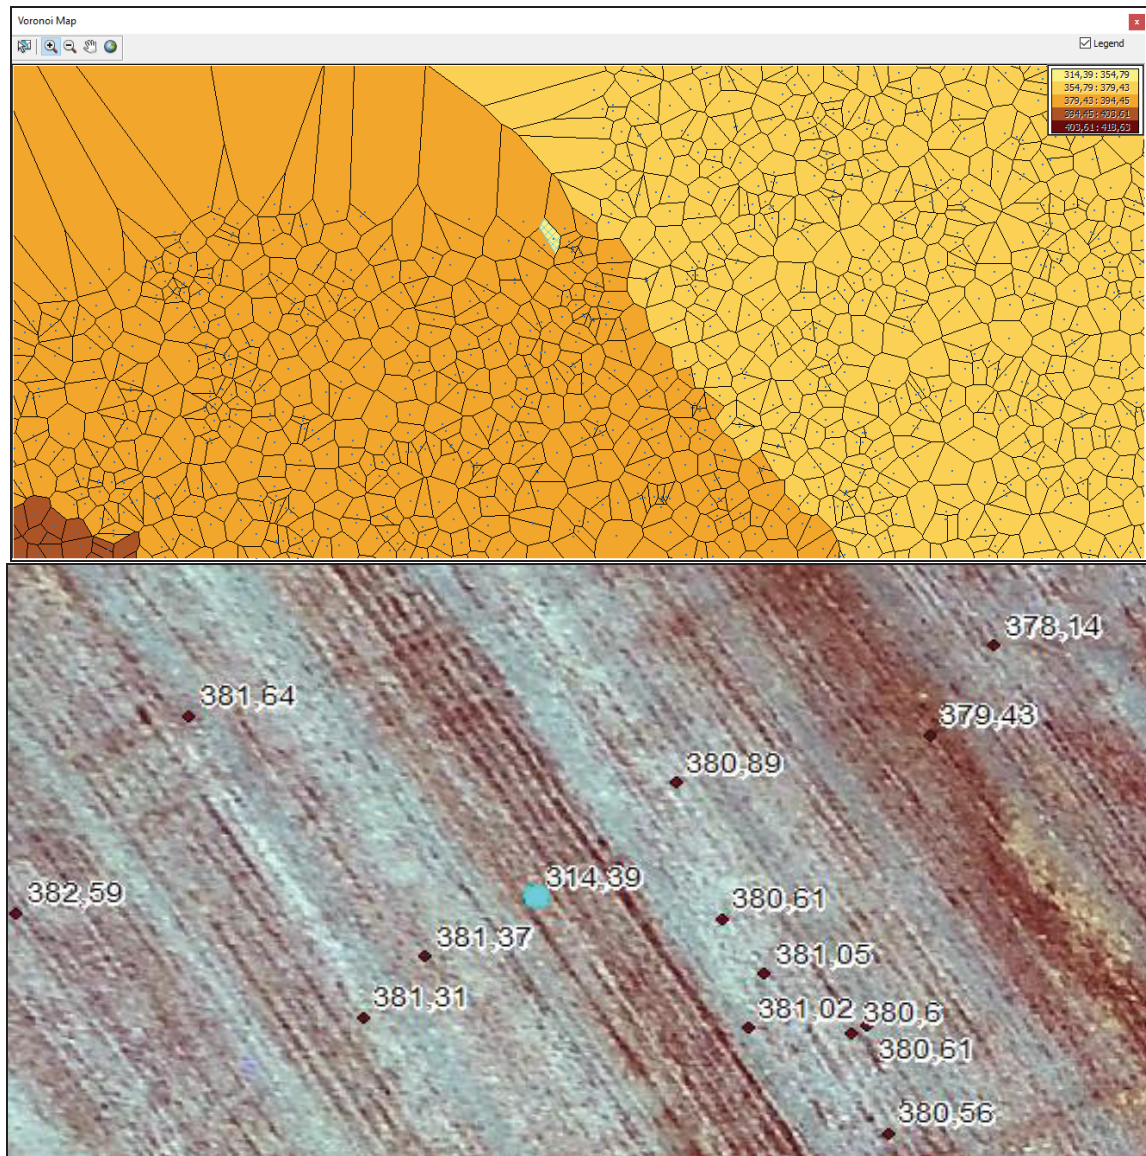 Voronoi Map
x
Legend
314,39 : 354,79
354,79 : 379,43
379,43 : 394,45
394,45 : 403,61
403,61 : 418,63
378,14
381,64
379,43
380,89
314,39
382,59
380,61
381,37
381,05
381,31
381,02
380,6
380,61
380,56